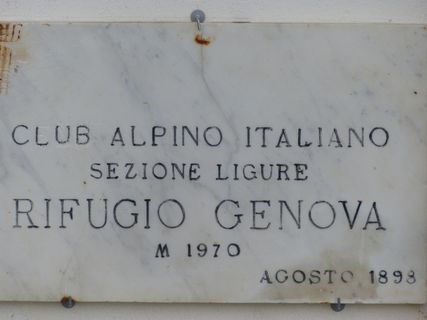 CLUB ALPINO ITALIANO
SEZIONE LIGURE
RIFUGIO GENOVA
M 1970
AGOSTO 1898